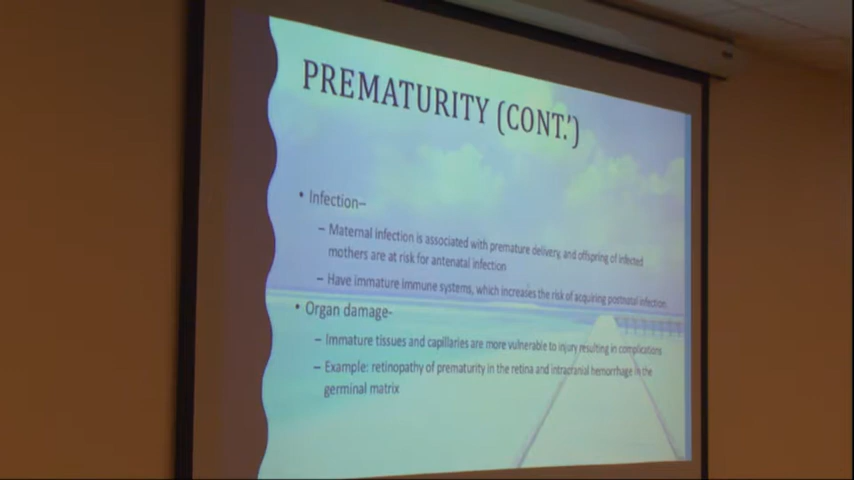 PREMATURITY (CONT.')
• Infection–
– Maternal infection is associated with premature delivery, and offspring of infected
mothers are at risk for antenatal infection
– Have immature immune systems, which increases the risk of acquiring postnatal infection
• Organ damage-
– Immature tissues and capillaries are more vulnerable to injury resulting in complications
– Example: retinopathy of prematurity in the retina and intracranial hemorrhage in the
germinal matrix